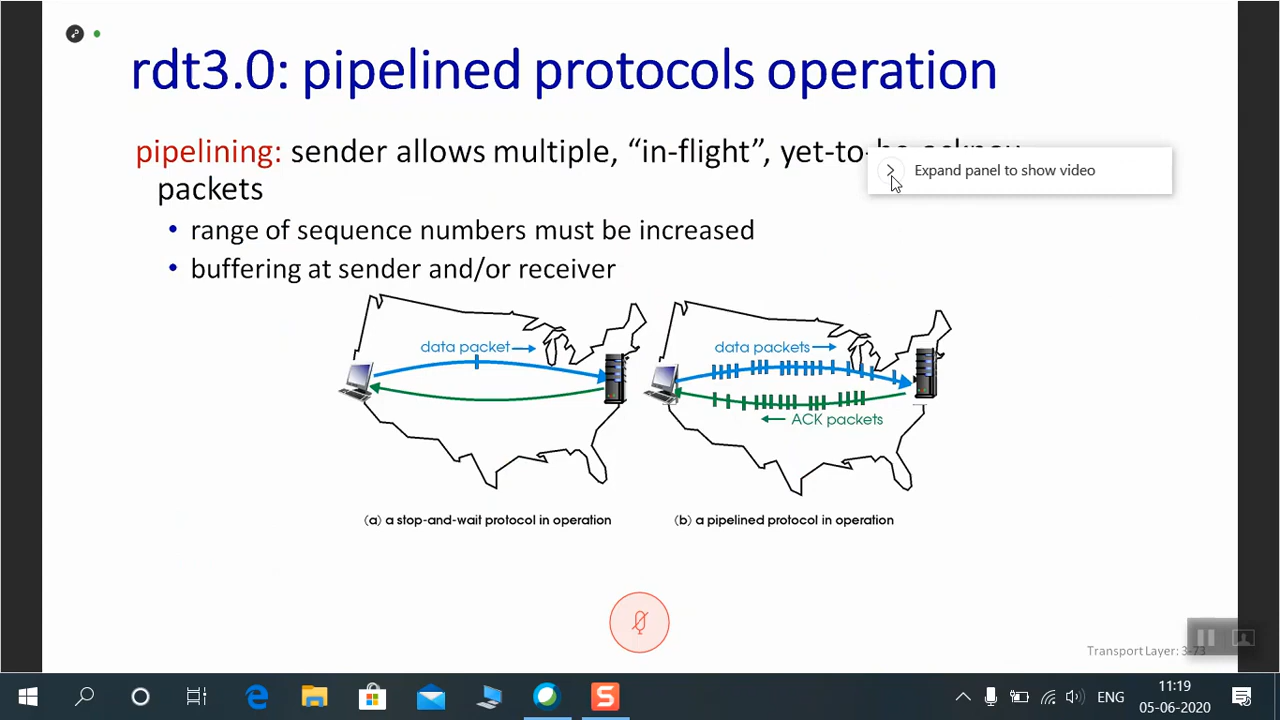 rdt3.0: pipelined protocols operation
pipelining: sender allows multiple, “in-flight”, yet-to-be
Expand panel to show video
packets
• range of sequence numbers must be increased
• buffering at sender and/or receiver
data packet
data packets
ACK packets
(a) a stop-and-wait protocol in operation
(b) a pipelined protocol in operation
Transport Layer: 3-73
S
ENG
11:19
05-06-2020